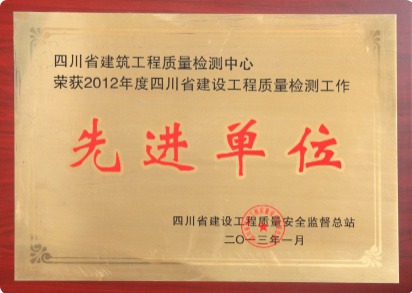 四川省建筑工程质量检测中心
荣获2012年度四川省建设工程质量检测工作
先进单位
四川省建设工程质量安全监督总站
二〇一三年一月